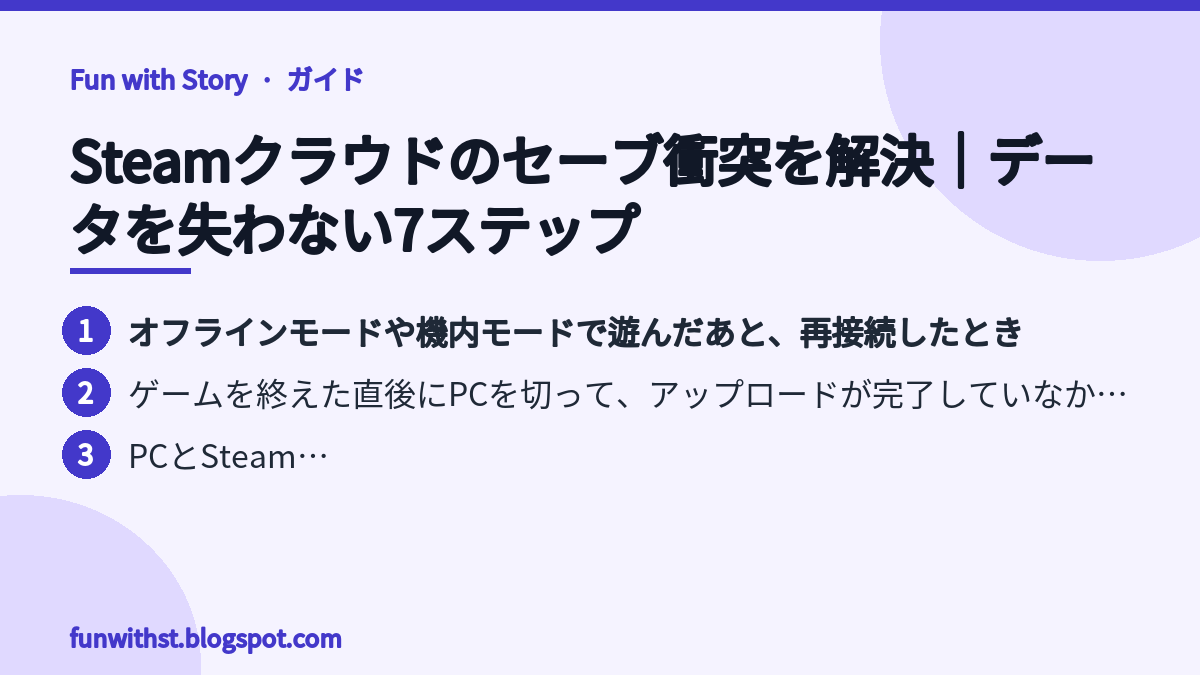 Fun with Story · ガイド
Steamクラウドのセーブ衝突を解決｜デー
タを失わない7ステップ
1 オフラインモードや機内モードで遊んだあと、再接続したとき
2 ゲームを終えた直後にPCを切って、アップロードが完了していなか…
3 PCとSteam…
funwithst.blogspot.com